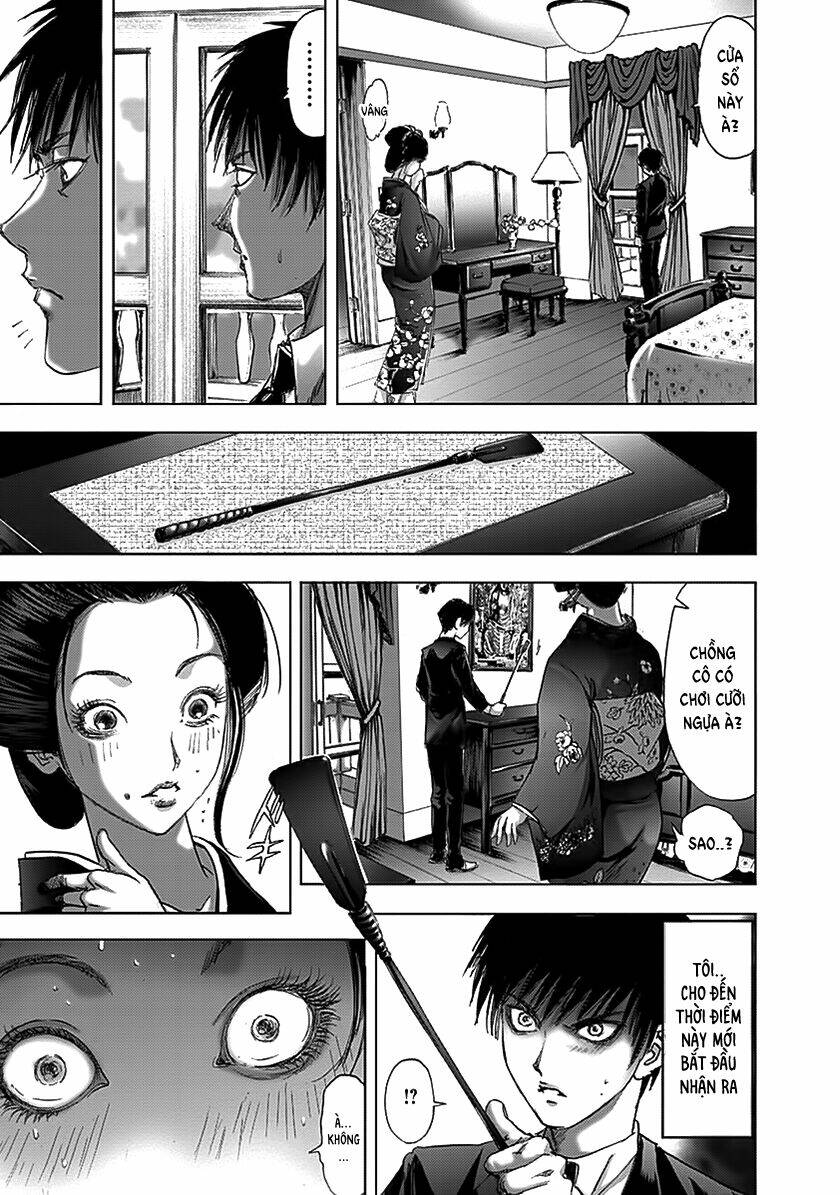 CỬA
SỔ NÀY
À?
VÂNG
........
CHỒNG
CÔ CÓ
CHƠI CƯỠI
NGỰA À?
SAO..?
TÔI..
CHO ĐẾN
THỜI ĐIỂM
NÀY MỚI
BẮT ĐẦU
NHẬN RA
!?
À...
KHÔNG
...